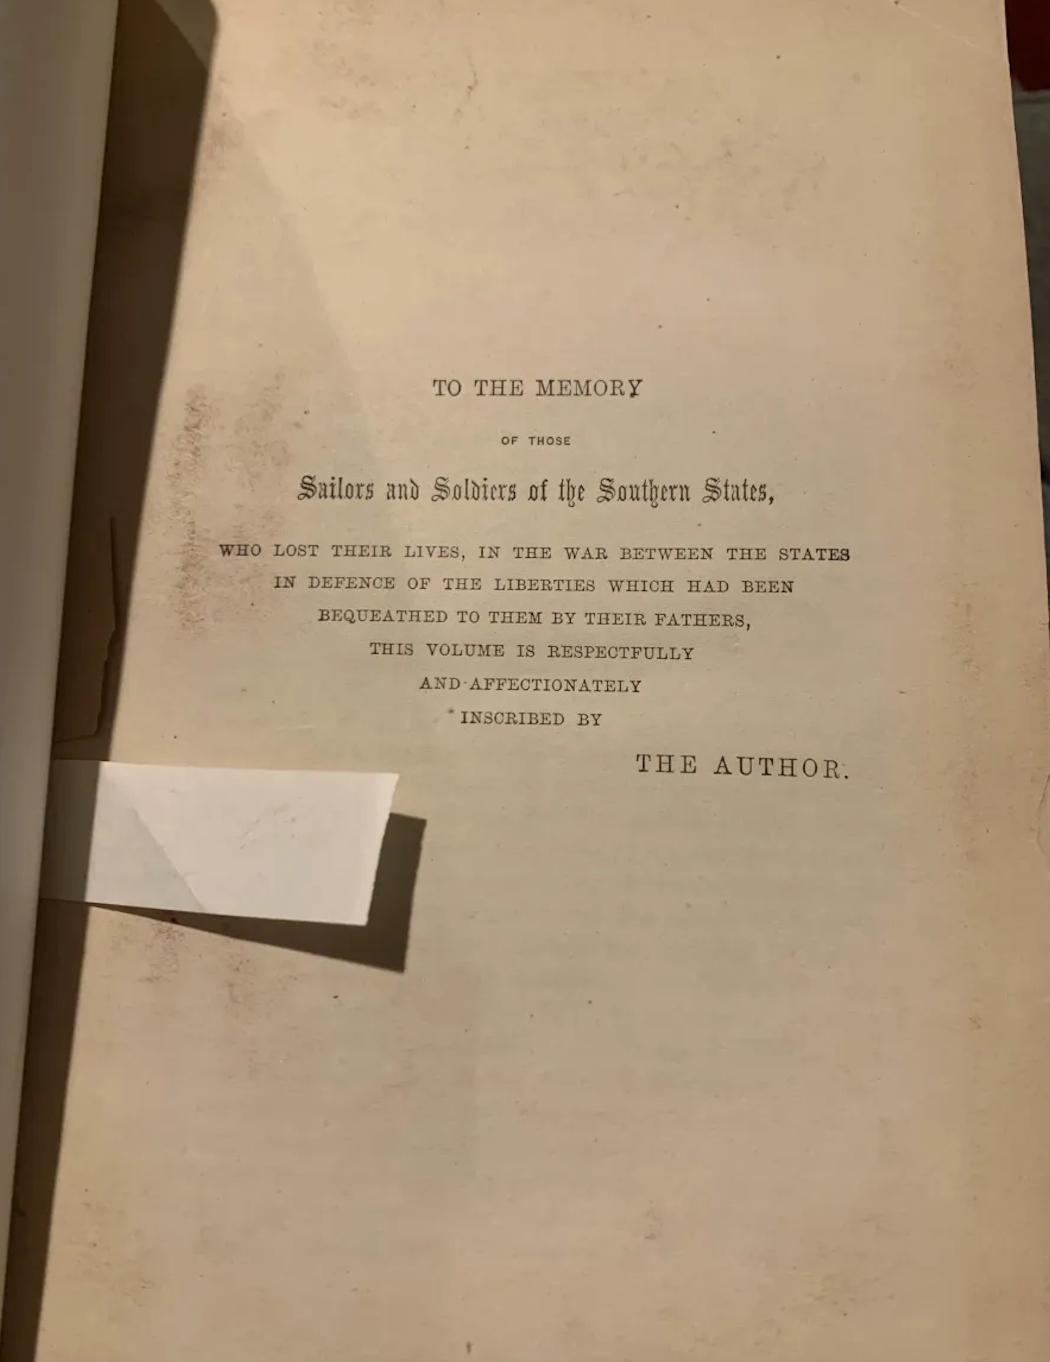 TO THE MEMORY
OF THOSE
Sailors and Soldiers of the Southern States,
WHO LOST THEIR LIVES, IN THE WAR BETWEEN THE STATES
IN DEFENCE OF THE LIBERTIES WHICH HAD BEEN
BEQUEATHED TO THEM BY THEIR FATHERS,
THIS VOLUME IS RESPECTFULLY
AND AFFECTIONATELY
INSCRIBED BY
THE AUTHOR.